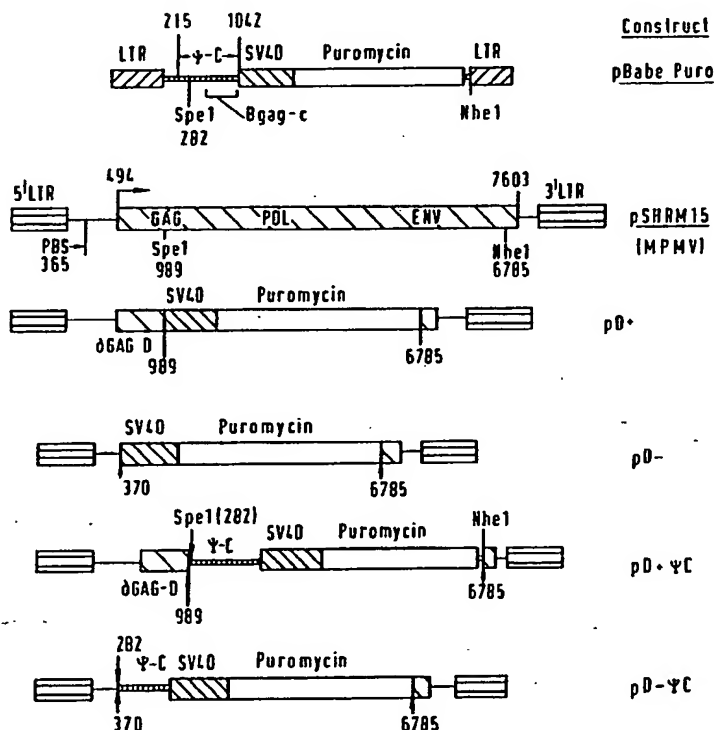 Construct
215 1042
LTR Ψ-C SV40 Puromycin LTR
pBabe Puro
Spe1 Nhe1
282 Bgag-c
494 7603
5'LTR 3'LTR
GAG POL ENV pSHRM15
PBS Spe1 Nhe1 (MPMV)
365 989 6785
SV40 Puromycin
pD+
∂GAG D 989 6785
SV40 Puromycin
pD-
370 6785
Spe1(282) Nhe1
Ψ-C SV40 Puromycin
pD+ΨC
∂GAG-D 6785
989
282
Ψ-C SV40 Puromycin
pD-ΨC
370 6785